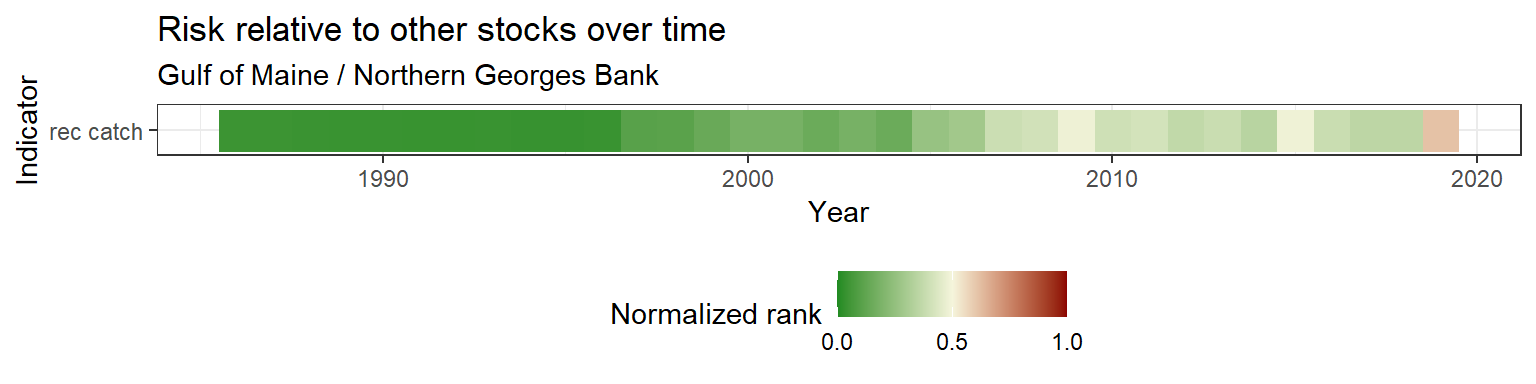 Risk relative to other stocks over time
Gulf of Maine / Northern Georges Bank
Indicator
rec catch
1990 2000 2010 2020
Year
Normalized rank
0.0 0.5 1.0